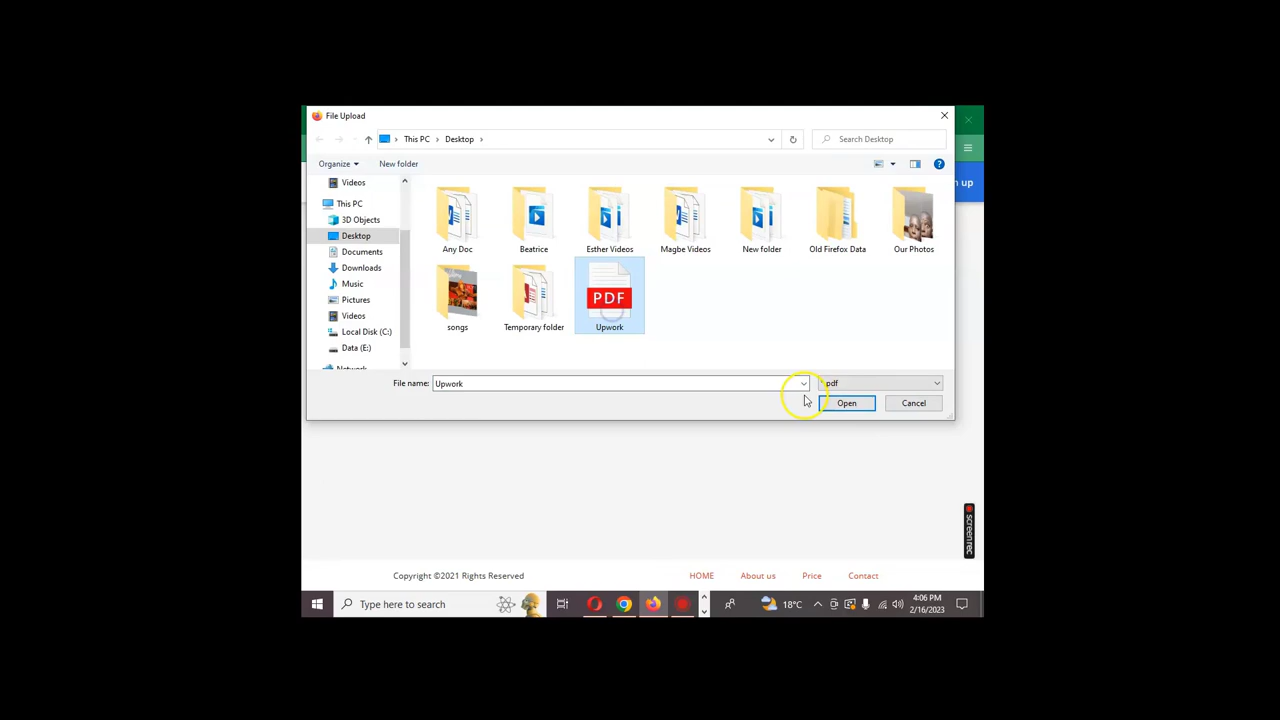 File Upload
This PC
Desktop
Search Desktop
Organize
New folder
Videos
This PC
3D Objects
Desktop
Documents
Downloads
Music
Pictures
Videos
Local Disk (C:)
Data (E:)
Network
Any Doc
Beatrice
Esther Videos
Magbe Videos
New folder
Old Firefox Data
Our Photos
songs
Temporary folder
PDF
Upwork
File name:
Upwork
pdf
Open
Cancel
n up
screenrec
Copyright ©2021 Rights Reserved
HOME
About us
Price
Contact
Type here to search
18°C
4:06 PM
2/16/2023